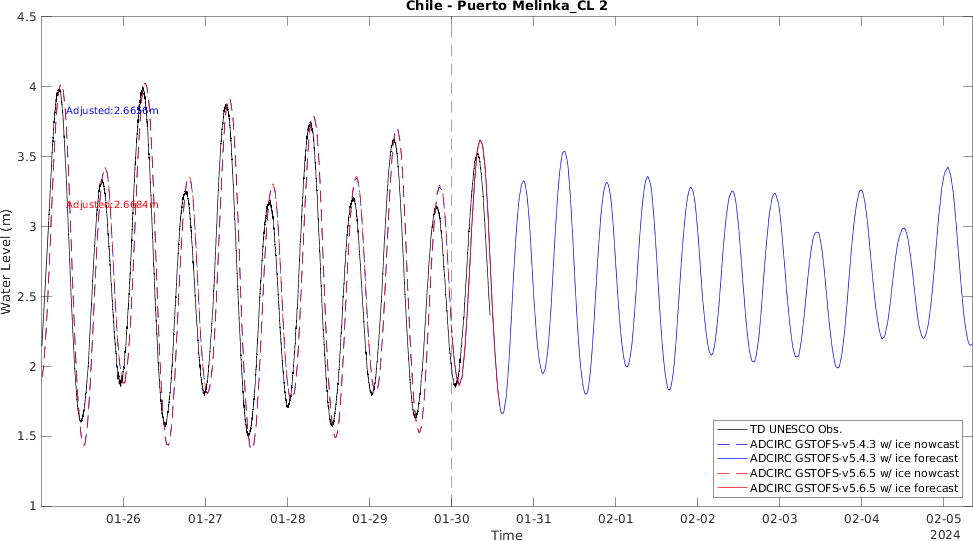 Chile - Puerto Melinka_CL 2
4.5
4
3.5
3
2.5
2
1.5
1
Water Level (m)
Adjusted:2.6656m
Adjusted:2.6684m
TD UNESCO Obs.
ADCIRC GSTOFS-v5.4.3 w/ ice nowcast
ADCIRC GSTOFS-v5.4.3 w/ ice forecast
ADCIRC GSTOFS-v5.6.5 w/ ice nowcast
ADCIRC GSTOFS-v5.6.5 w/ ice forecast
01-26 01-27 01-28 01-29 01-30 01-31 02-01 02-02 02-03 02-04 02-05
Time
2024